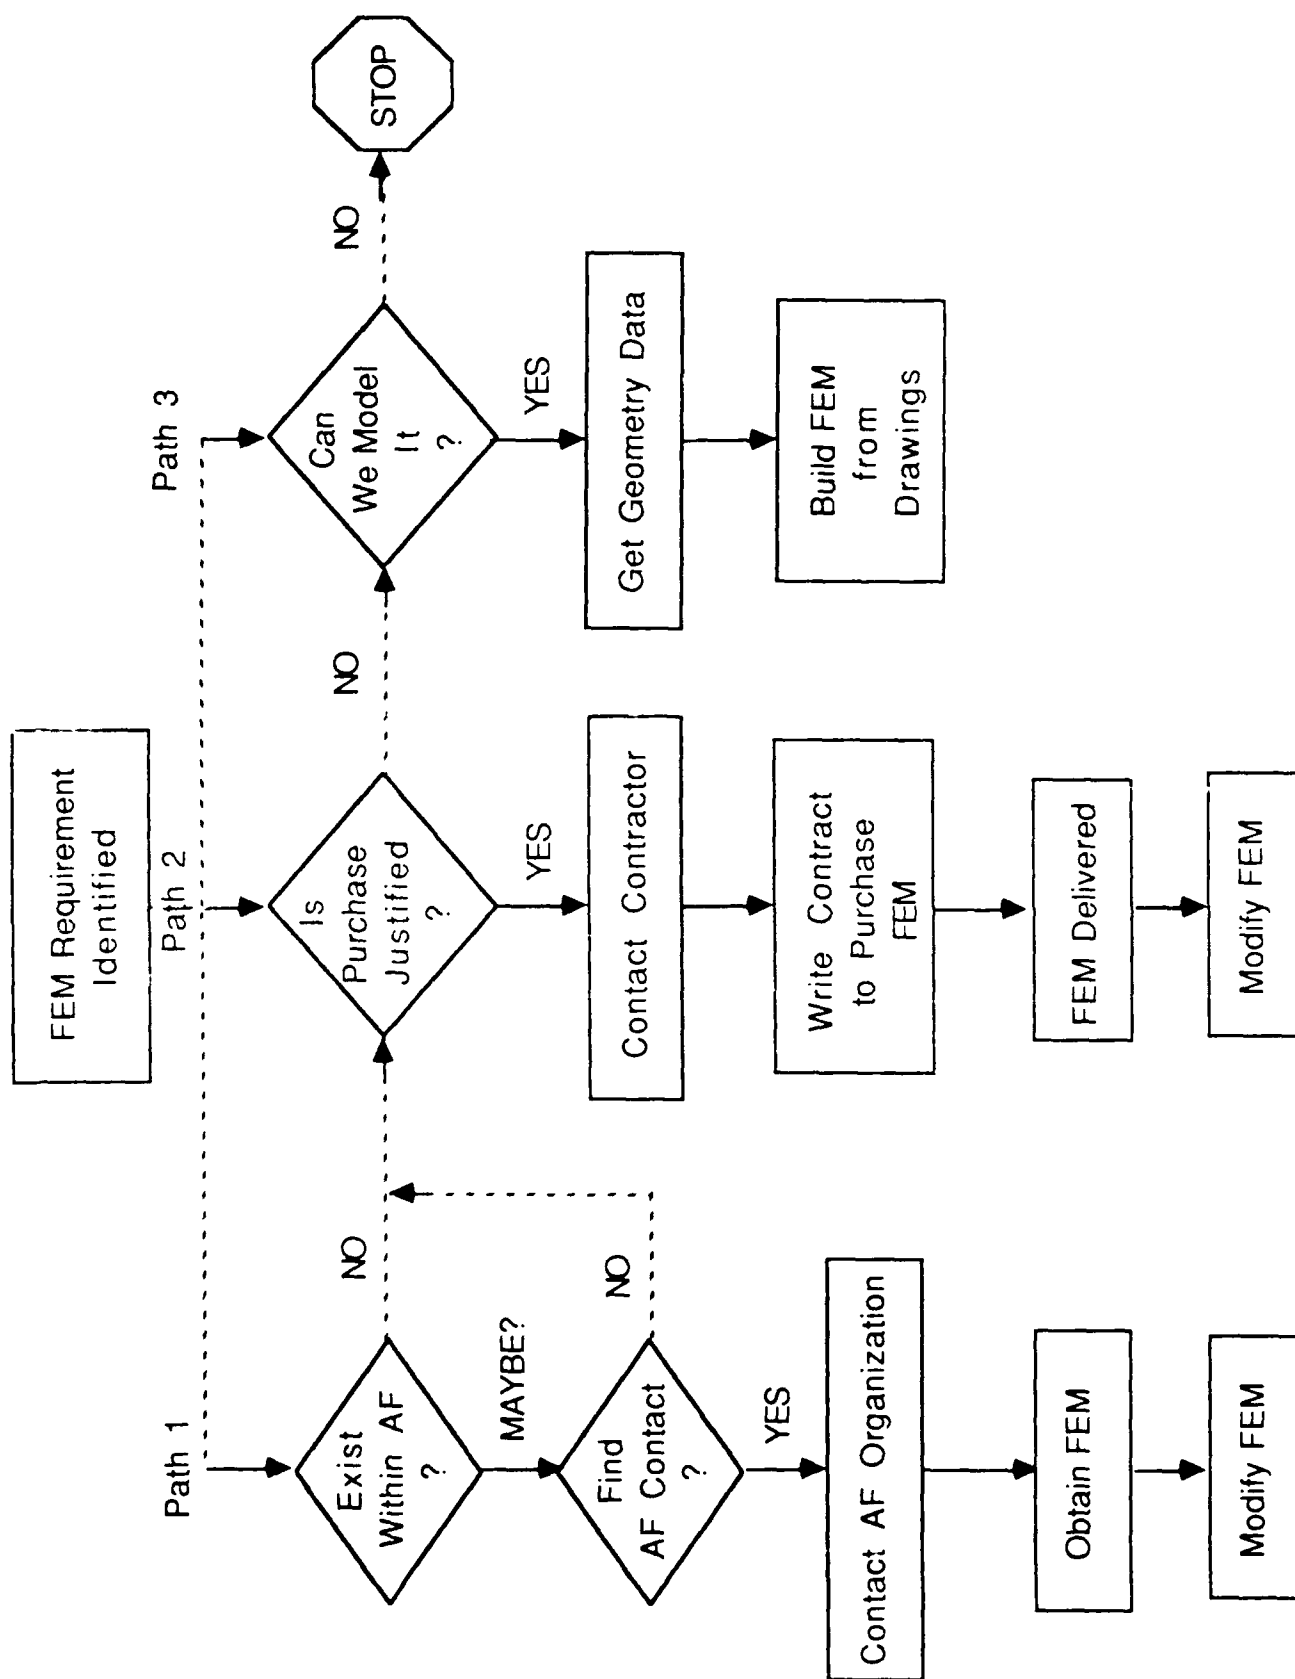 FEM Requirement
Identified
Path 1
Path 2
Path 3
Exist
Within AF
?
NO
MAYBE?
Find
AF Contact
?
NO
YES
Contact AF Organization
Obtain FEM
Modify FEM
Is
Purchase
Justified
?
NO
YES
Contact Contractor
Write Contract
to Purchase
FEM
FEM Delivered
Modify FEM
Can
We Model
It
?
NO
STOP
YES
Get Geometry Data
Build FEM
from
Drawings